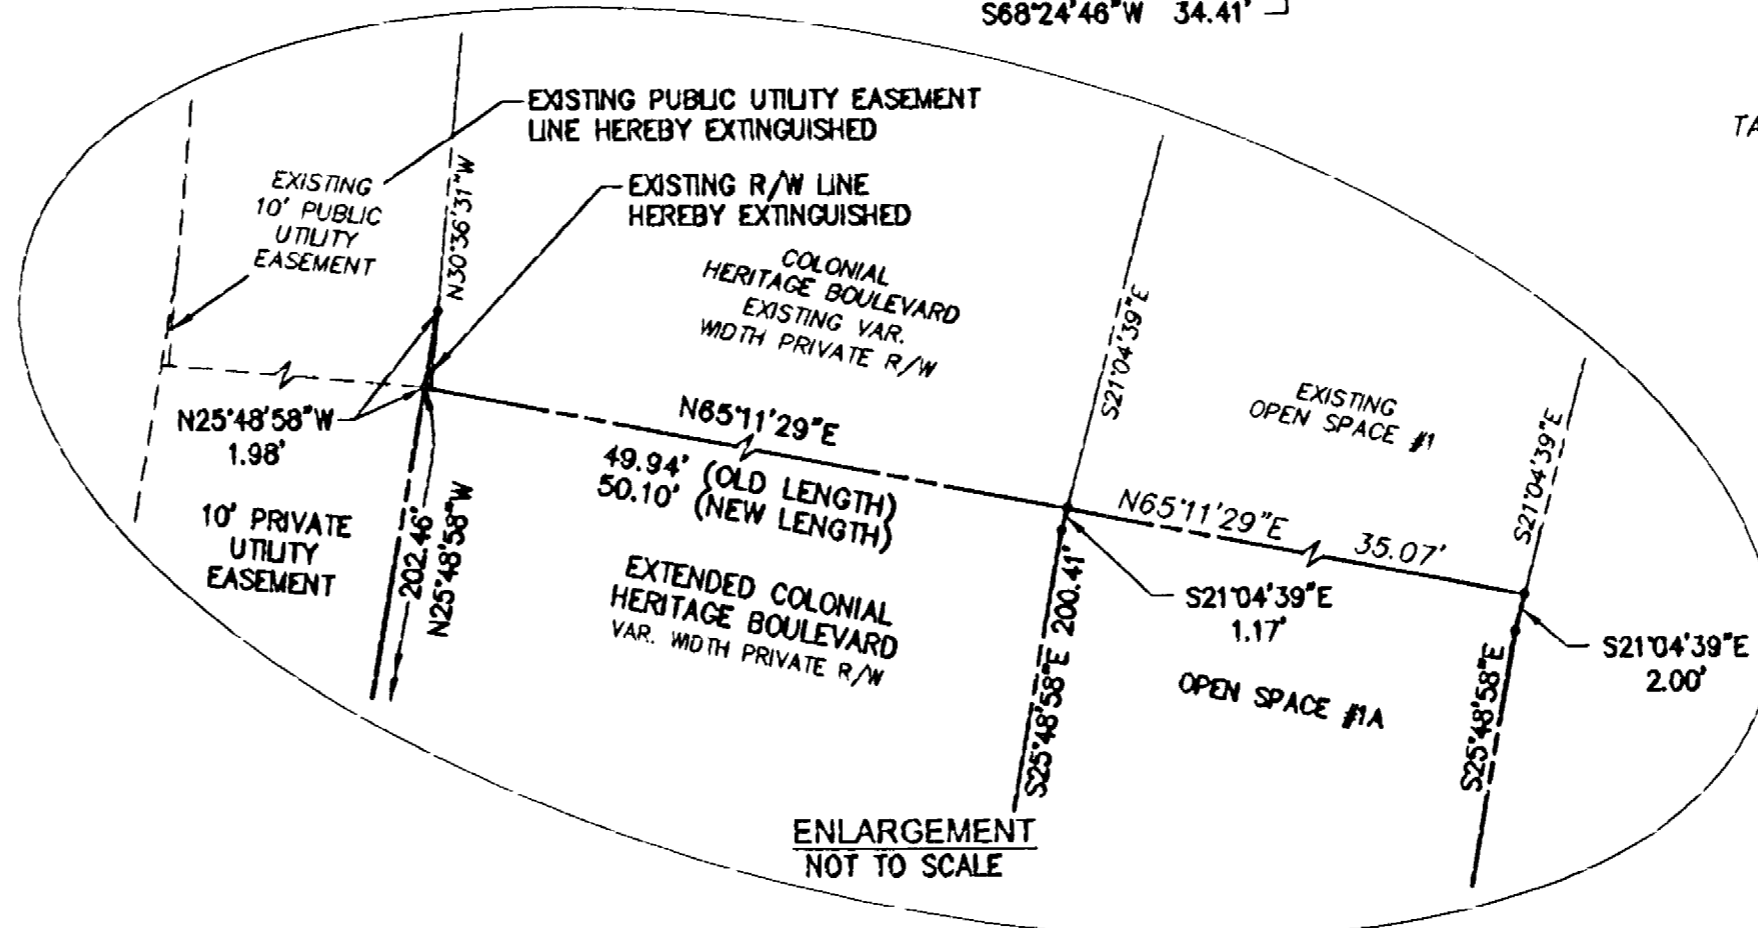 S68°24'46"W 34.41'
TA
EXISTING PUBLIC UTILITY EASEMENT
LINE HEREBY EXTINGUISHED
EXISTING
10' PUBLIC
UTILITY
EASEMENT
N30°36'31"W
EXISTING R/W LINE
HEREBY EXTINGUISHED
COLONIAL
HERITAGE BOULEVARD
EXISTING VAR.
WIDTH PRIVATE R/W
S21°04'39"E
EXISTING
OPEN SPACE #1
S21°04'39"E
N25°48'58"W
1.98'
N65°11'29"E
49.94' (OLD LENGTH)
50.10' (NEW LENGTH)
N65°11'29"E 35.07'
10' PRIVATE
UTILITY
EASEMENT
202.46'
N25°48'58"W
EXTENDED COLONIAL
HERITAGE BOULEVARD
VAR. WIDTH PRIVATE R/W
S25°48'58"E 200.41'
S21°04'39"E
1.17'
OPEN SPACE #1A
S25°48'58"E
S21°04'39"E
2.00'
ENLARGEMENT
NOT TO SCALE